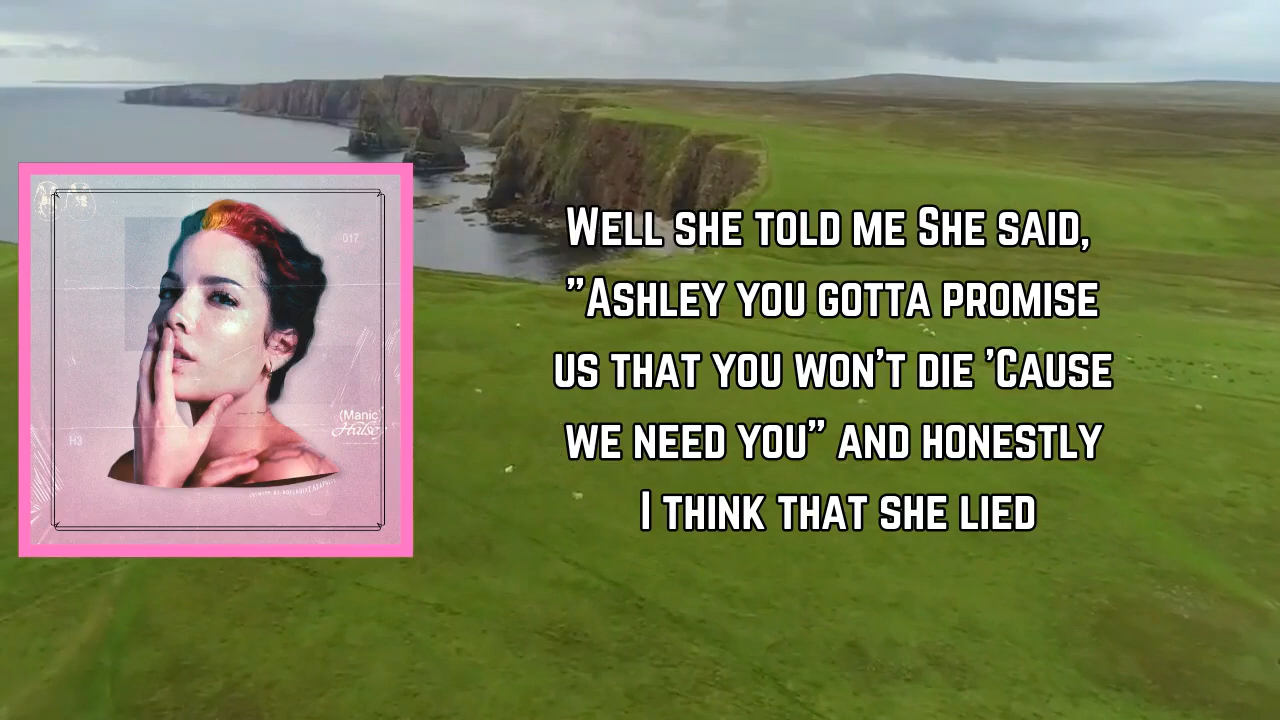 017
(Manic
Halsey
H3
WELL SHE TOLD ME SHE SAID,
"ASHLEY YOU GOTTA PROMISE
US THAT YOU WON'T DIE 'CAUSE
WE NEED YOU" AND HONESTLY
I THINK THAT SHE LIED